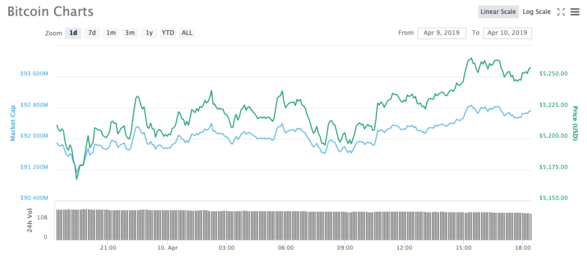 Bitcoin Charts
Linear Scale Log Scale
Zoom 1d 7d 1m 3m 1y YTD ALL
From Apr 9, 2019 To Apr 10, 2019
$93 600M
$92 800M
$92 000M
$91 200M
$90 400M
Market Cap
$5,250.00
$5,225.00
$5,200.00
$5,175.00
$5,150.00
Price (USD)
24h Vol
10B
0
21:00 10. Apr 03:00 06:00 09:00 12:00 15:00 18:00